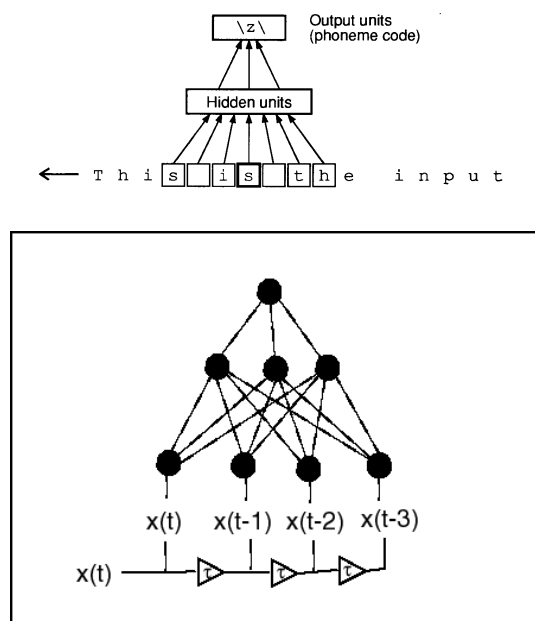 \z\
Output units
(phoneme code)
Hidden units
← T h i s i s t h e i n p u t
x(t) x(t-1) x(t-2) x(t-3)
x(t) τ τ τ